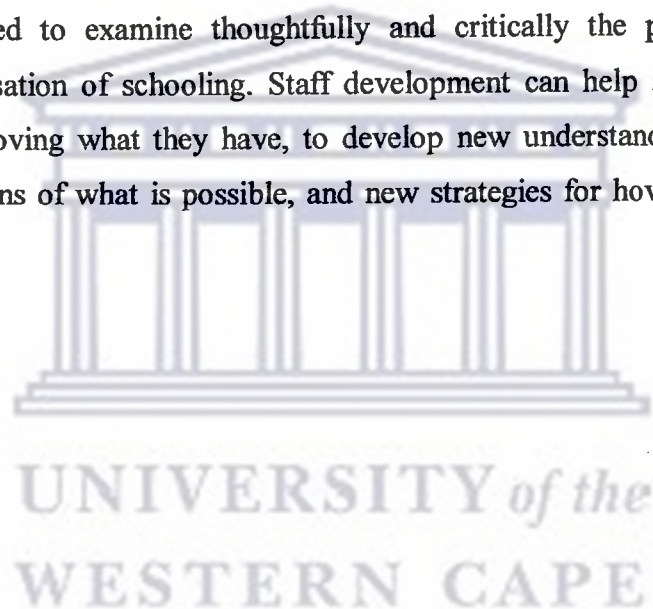 ed to examine thoughtfully and critically the p
sation of schooling. Staff development can help
oving what they have, to develop new understand
ns of what is possible, and new strategies for how
UNIVERSITY of the
WESTERN CAPE